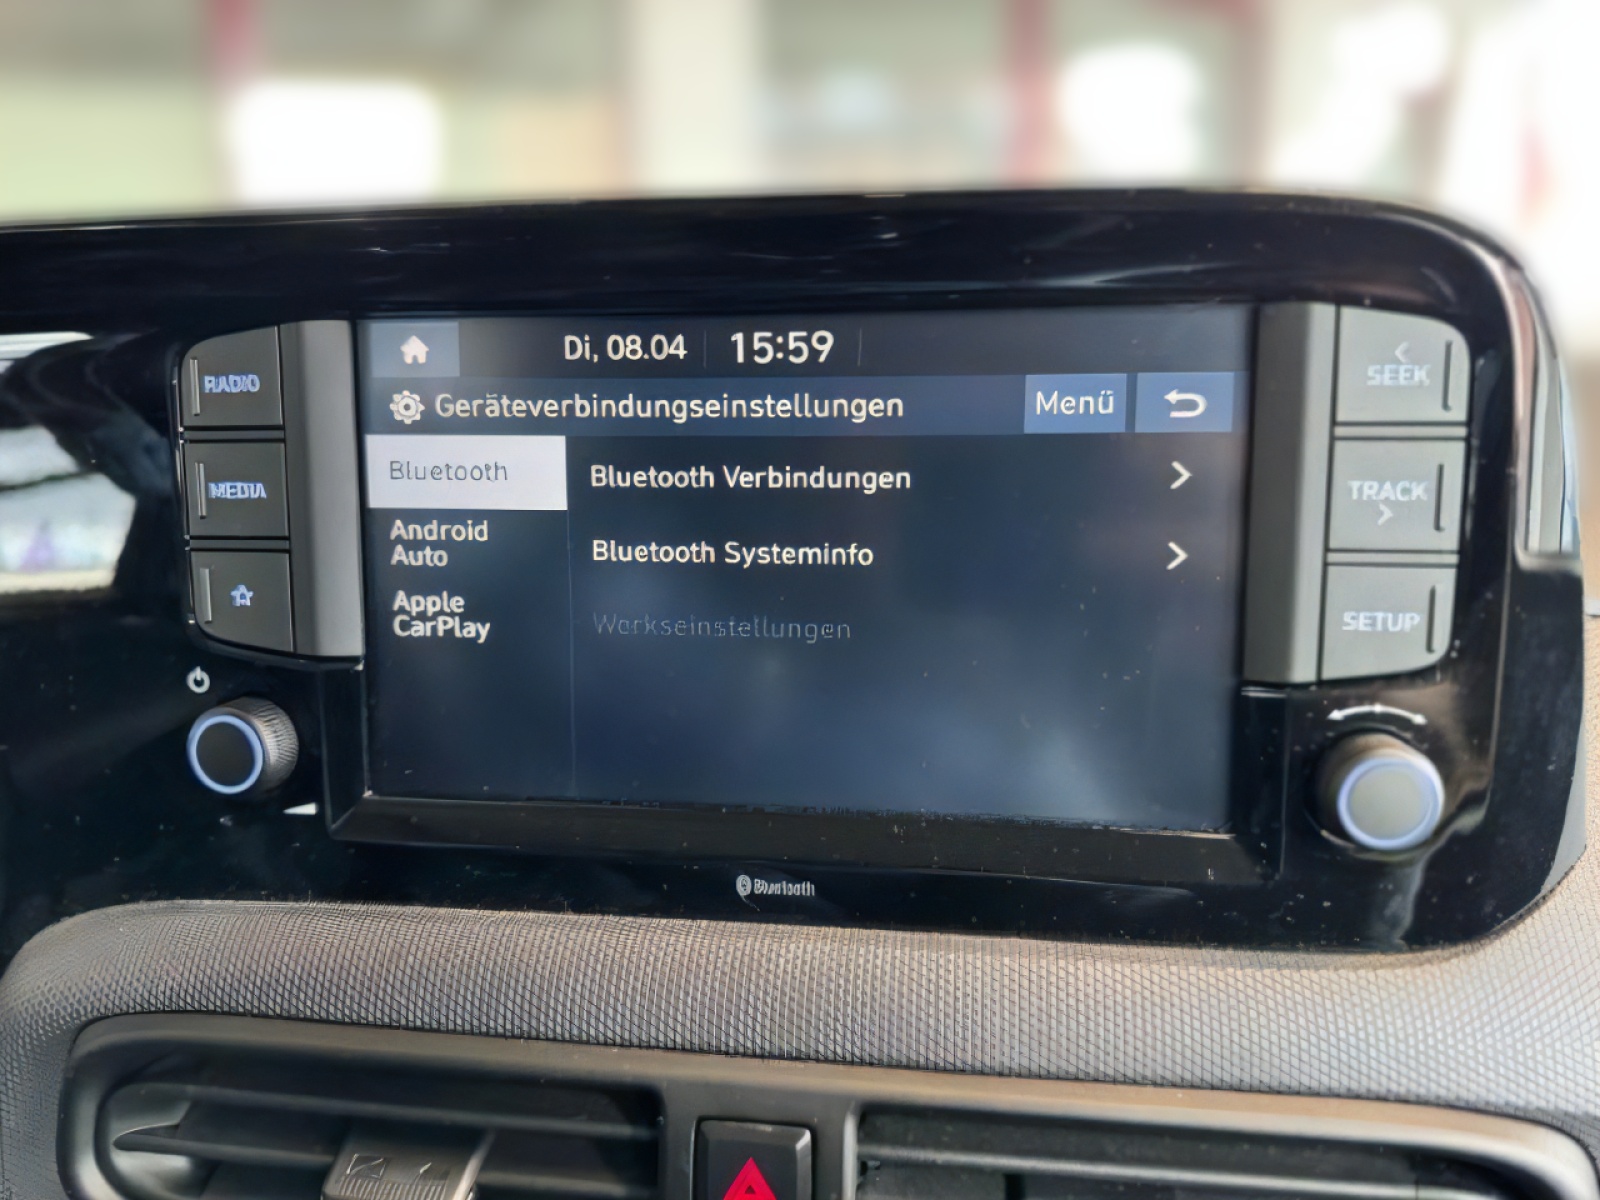 Di, 08.04 15:59
Geräteverbindungseinstellungen Menü
Bluetooth
Android
Auto
Apple
CarPlay
Bluetooth Verbindungen
Bluetooth Systeminfo
Werkseinstellungen
RADIO
MEDIA
SEEK
TRACK
SETUP
Bluetooth